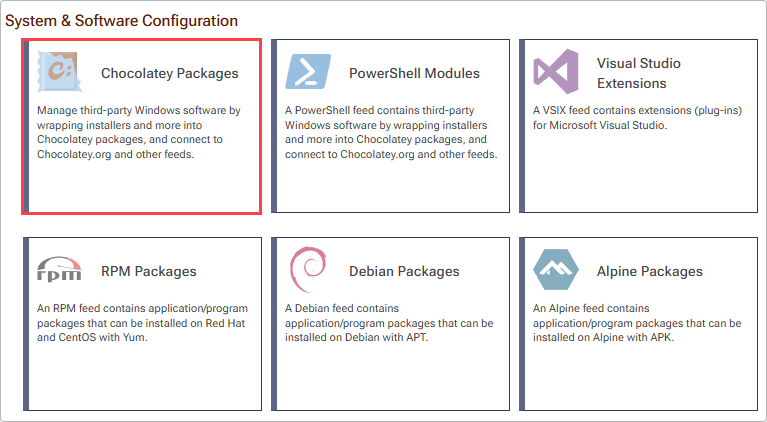 System & Software Configuration
Chocolatey Packages
Manage third-party Windows software by
wrapping installers and more into
Chocolatey packages, and connect to
Chocolatey.org and other feeds.
PowerShell Modules
A PowerShell feed contains third-party
Windows software by wrapping installers
and more into Chocolatey packages, and
connect to Chocolatey.org and other feeds.
Visual Studio
Extensions
A VSIX feed contains extensions (plug-ins)
for Microsoft Visual Studio.
rpm
RPM Packages
An RPM feed contains application/program
packages that can be installed on Red Hat
and CentOS with Yum.
Debian Packages
A Debian feed contains
application/program packages that can be
installed on Debian with APT.
Alpine Packages
An Alpine feed contains
application/program packages that can be
installed on Alpine with APK.